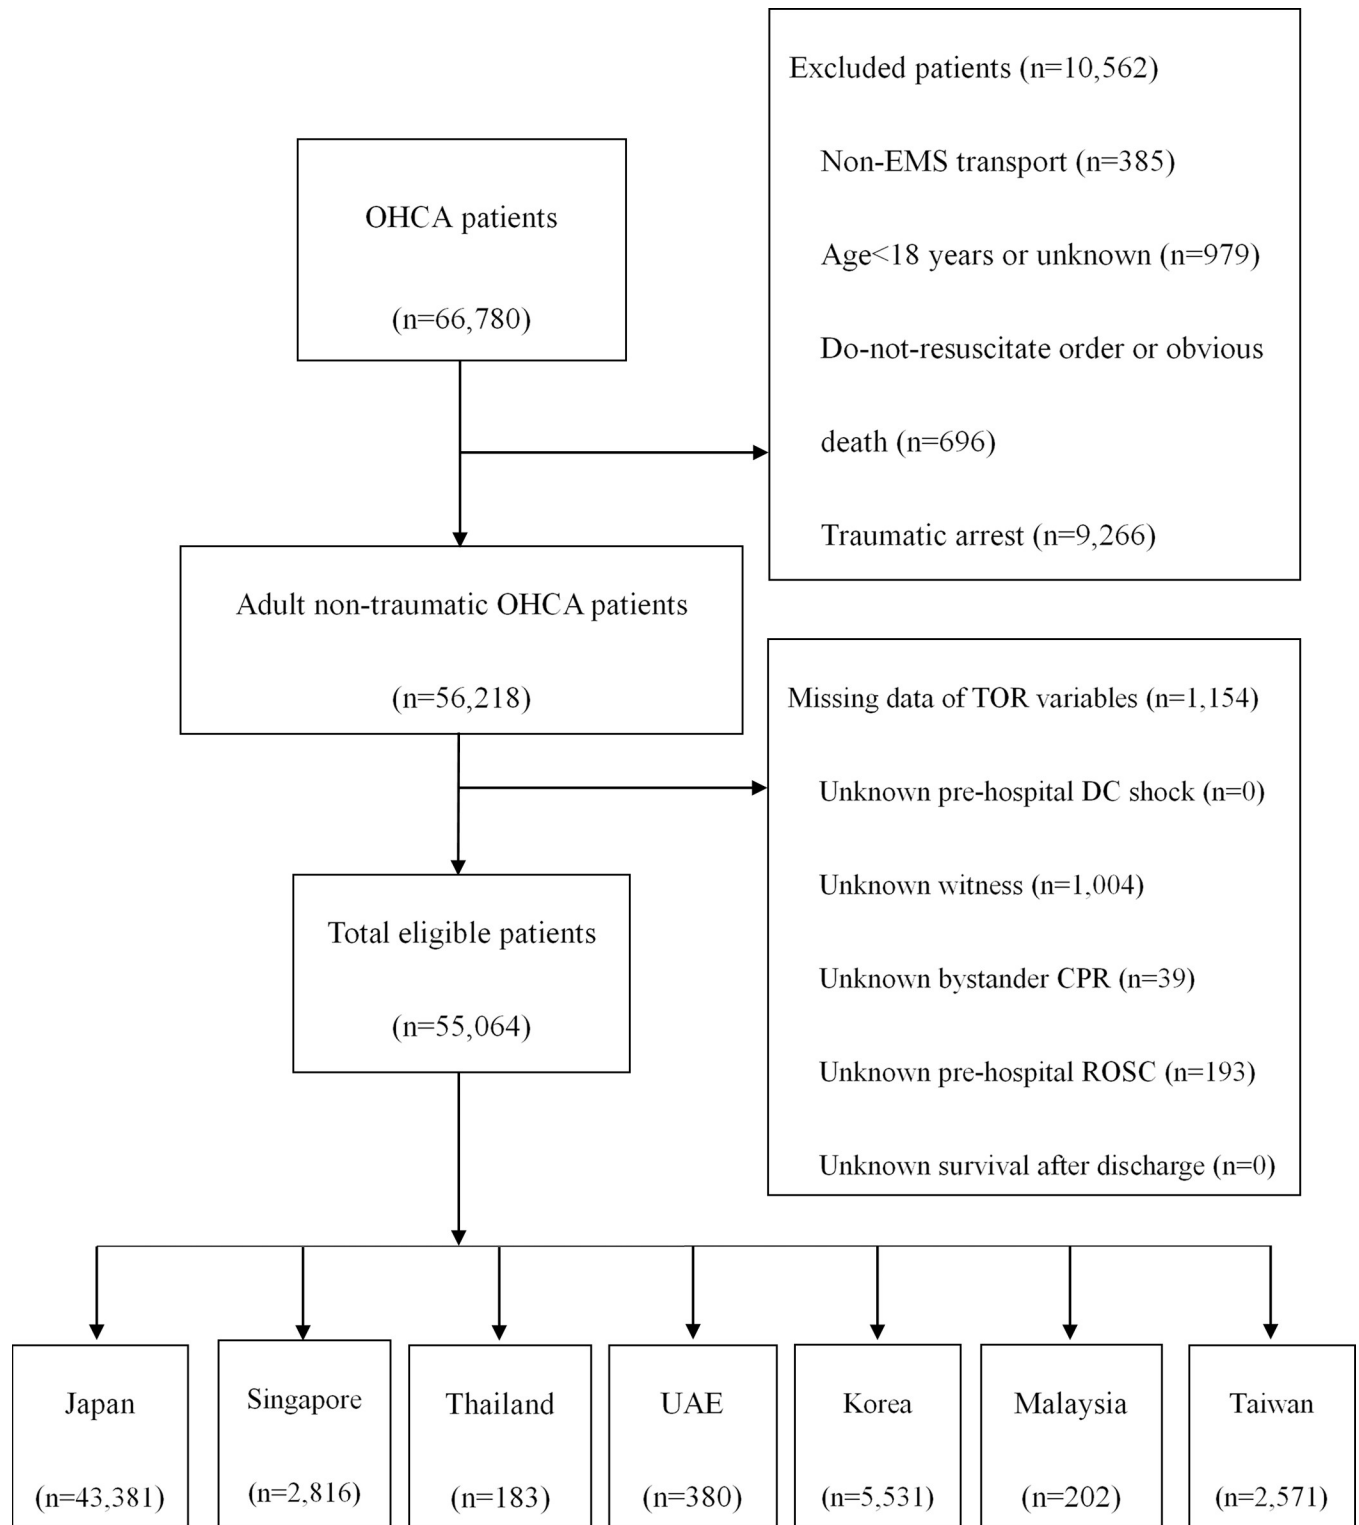 Excluded patients (n=10,562)
Non-EMS transport (n=385)
Age<18 years or unknown (n=979)
Do-not-resuscitate order or obvious
death (n=696)
Traumatic arrest (n=9,266)
OHCA patients
(n=66,780)
Adult non-traumatic OHCA patients
(n=56,218)
Missing data of TOR variables (n=1,154)
Unknown pre-hospital DC shock (n=0)
Unknown witness (n=1,004)
Unknown bystander CPR (n=39)
Unknown pre-hospital ROSC (n=193)
Unknown survival after discharge (n=0)
Total eligible patients
(n=55,064)
Japan
(n=43,381)
Singapore
(n=2,816)
Thailand
(n=183)
UAE
(n=380)
Korea
(n=5,531)
Malaysia
(n=202)
Taiwan
(n=2,571)